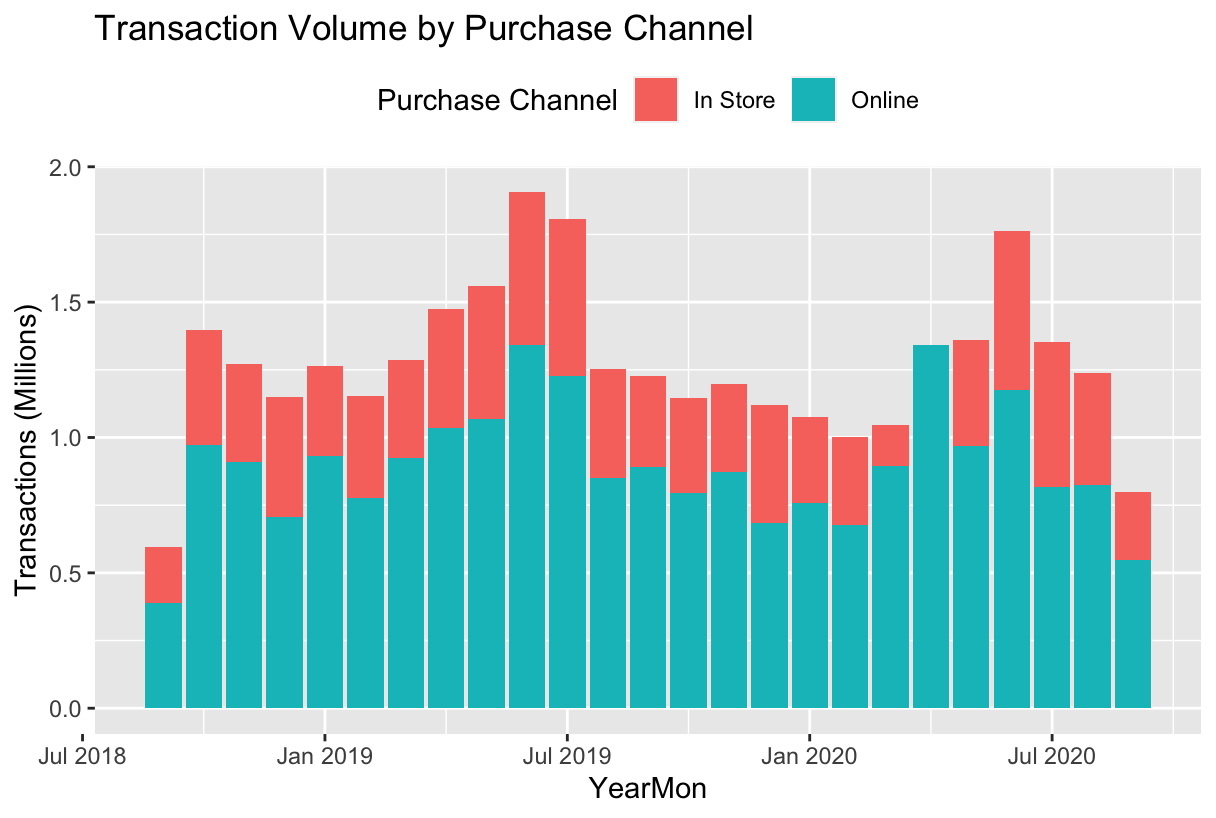 Transaction Volume by Purchase Channel
Purchase Channel In Store Online
2.0
1.5
1.0
0.5
0.0
Transactions (Millions)
Jul 2018 Jan 2019 Jul 2019 Jan 2020 Jul 2020
YearMon